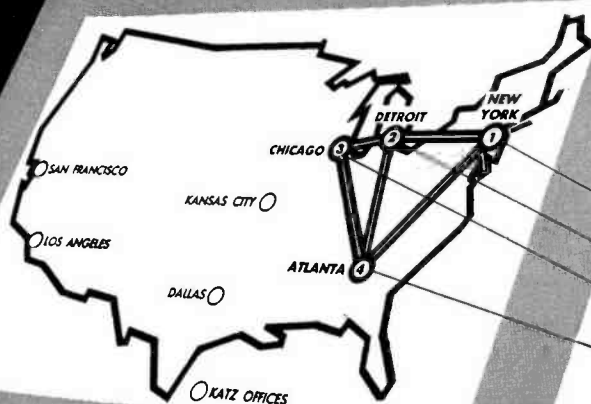 NEW
YORK
DETROIT
1
2
CHICAGO 3
SAN FRANCISCO
KANSAS CITY
LOS ANGELES
ATLANTA 4
DALLAS
KATZ OFFICES